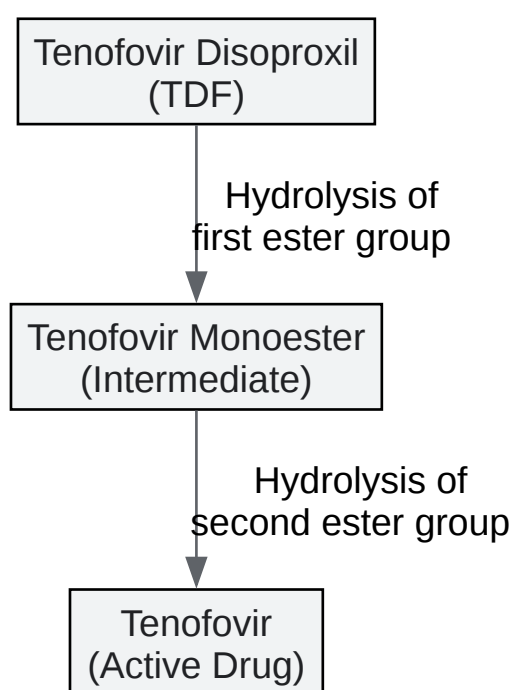 Tenofovir Disoproxil
(TDF)
Hydrolysis of
first ester group
Tenofovir Monoester
(Intermediate)
Hydrolysis of
second ester group
Tenofovir
(Active Drug)